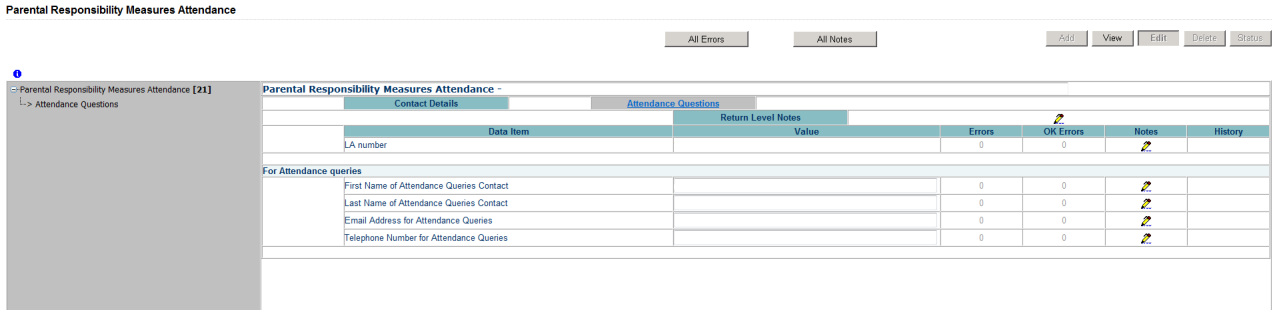 Parental Responsibility Measures Attendance
All Errors All Notes Add View Edit Delete Status
Parental Responsibility Measures Attendance [21]
--> Attendance Questions
Parental Responsibility Measures Attendance -
Contact Details Attendance Questions
Return Level Notes
Data Item Value Errors OK Errors Notes History
LA number 0 0
For Attendance queries
First Name of Attendance Queries Contact 0 0
Last Name of Attendance Queries Contact 0 0
Email Address for Attendance Queries 0 0
Telephone Number for Attendance Queries 0 0